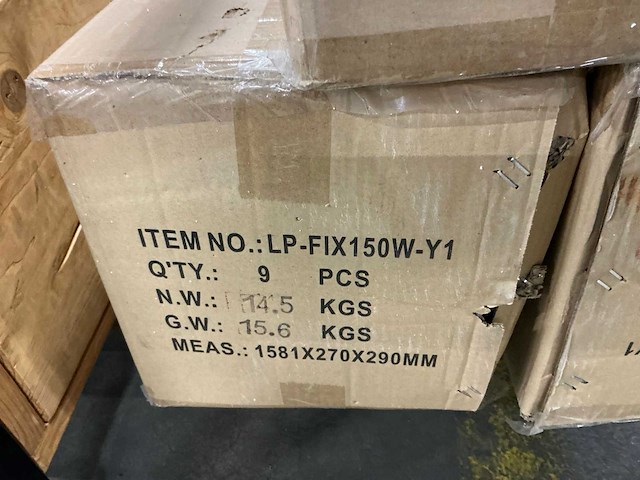 ITEM NO.: LP-FIX150W-Y1
Q'TY.: 9 PCS
N.W.: 14.5 KGS
G.W.: 15.6 KGS
MEAS.: 1581X270X290MM